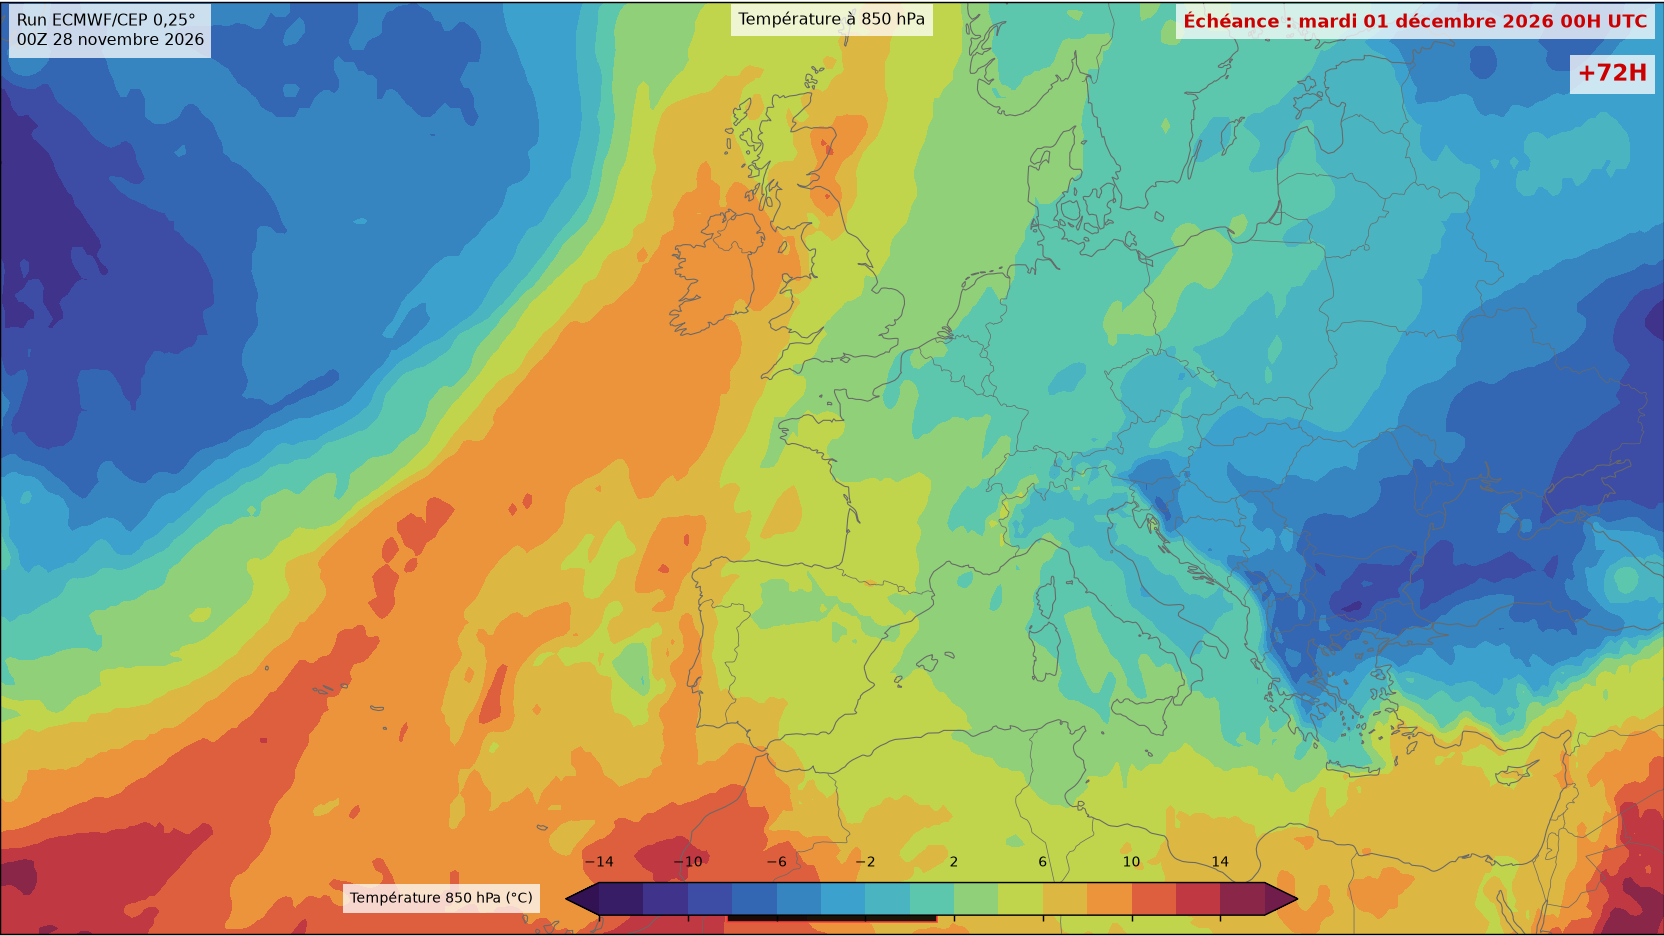 Run ECMWF/CEP 0,25°
00Z 28 novembre 2026
Température à 850 hPa
Échéance : mardi 01 décembre 2026 00H UTC
+72H
−14 −10 −6 −2 2 6 10 14
Température 850 hPa (°C)